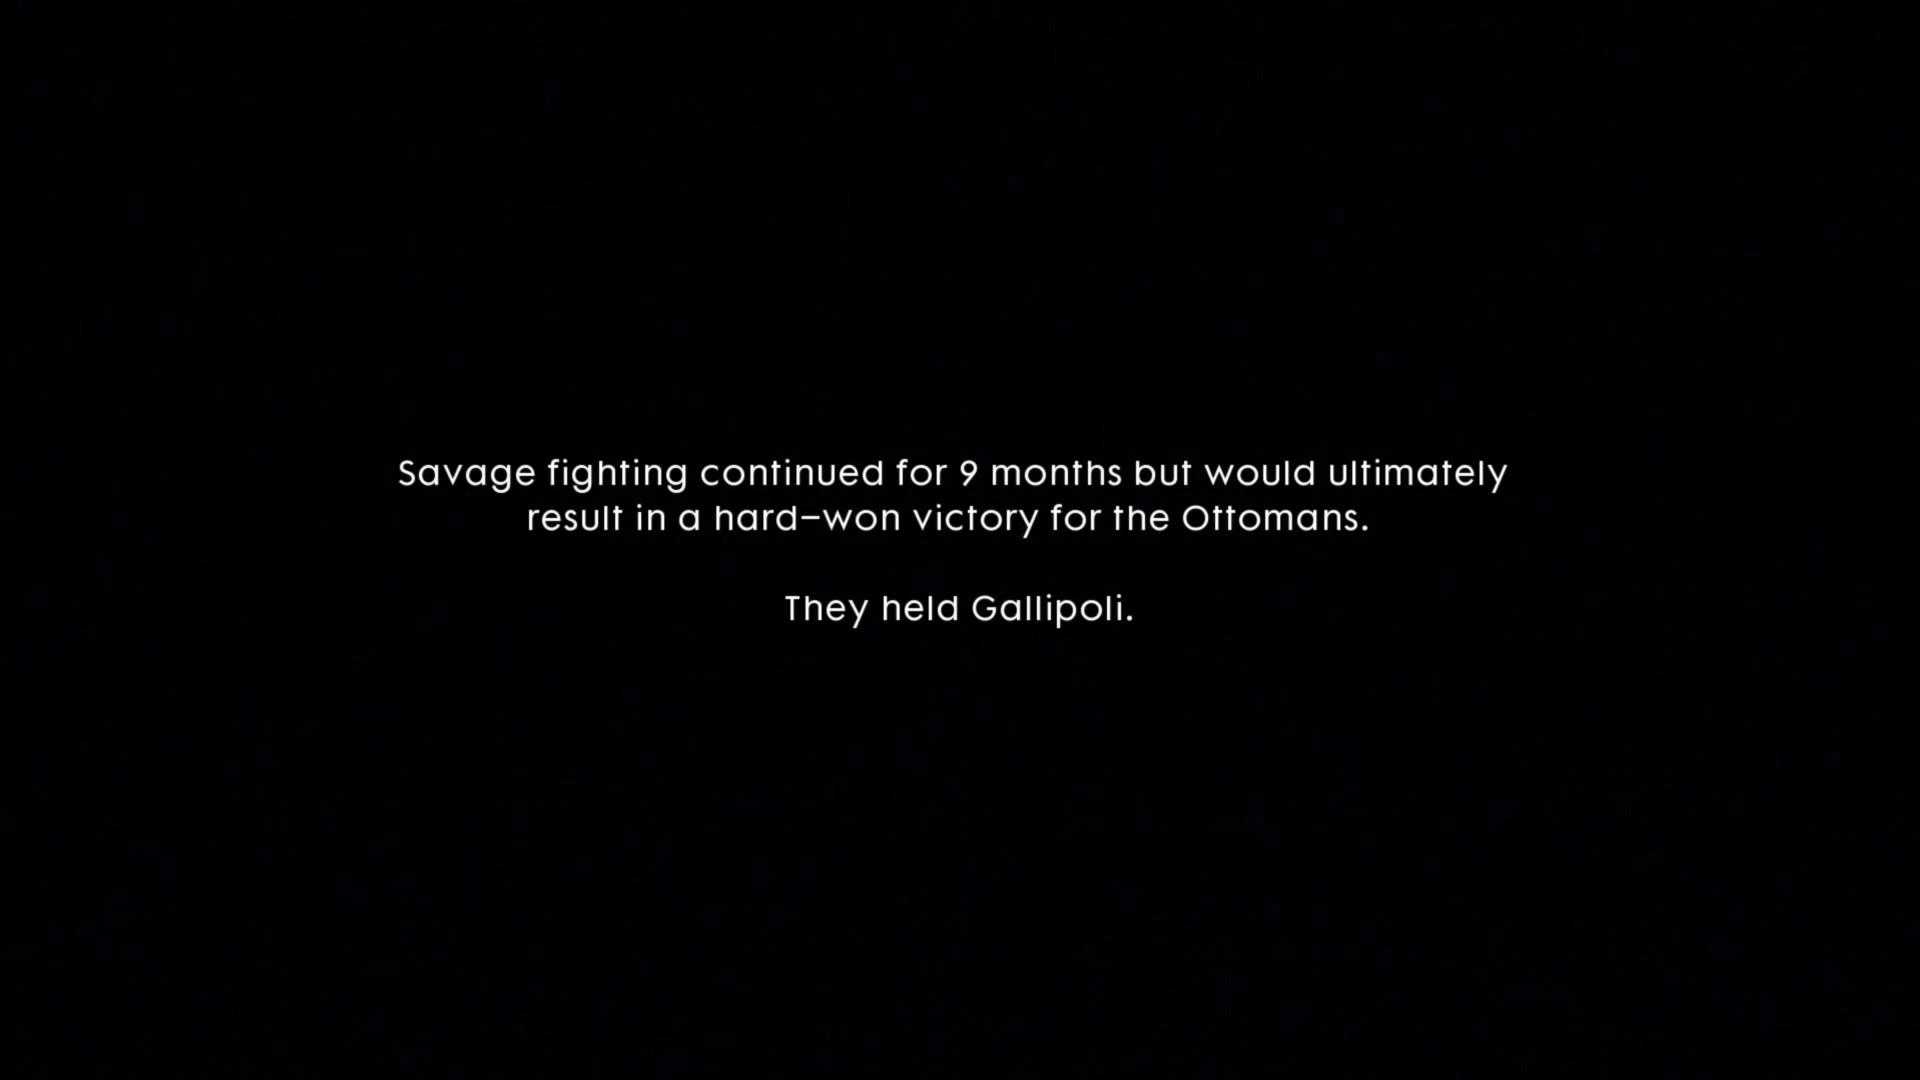 Savage fighting continued for 9 months but would ultimately
result in a hard-won victory for the Ottomans.
They held Gallipoli.